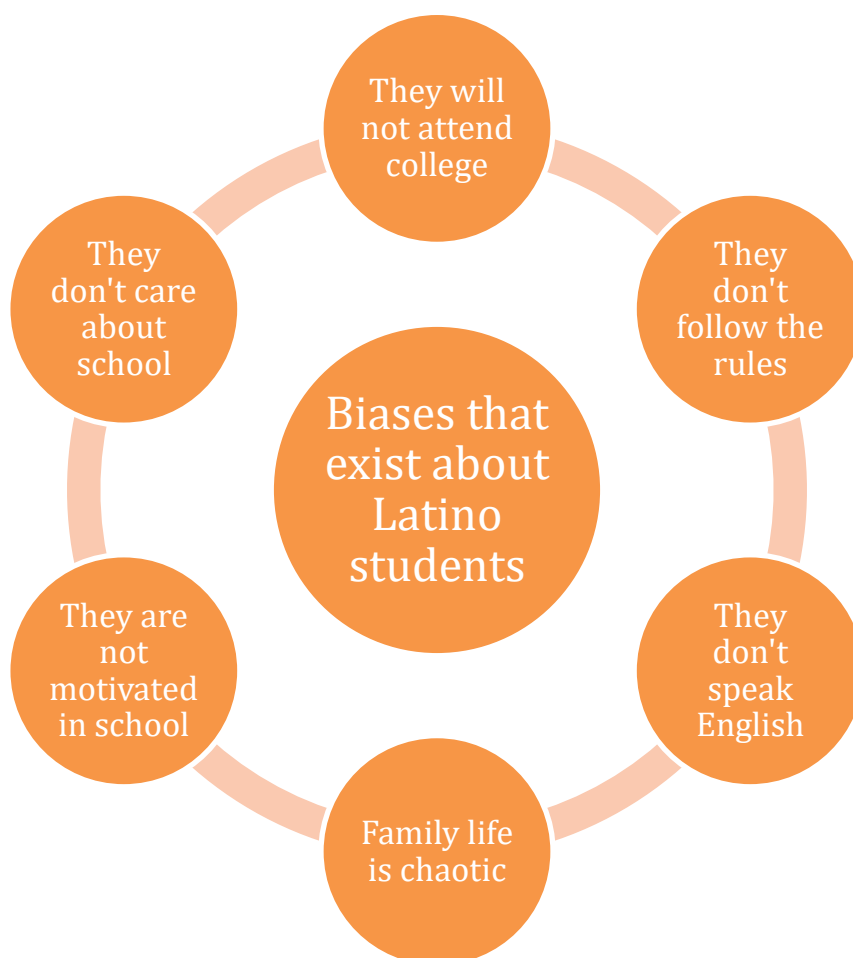 They will
not attend
college
They
don't
follow the
rules
They
don't
speak
English
Family life
is chaotic
They are
not
motivated
in school
They
don't care
about
school
Biases that
exist about
Latino
students